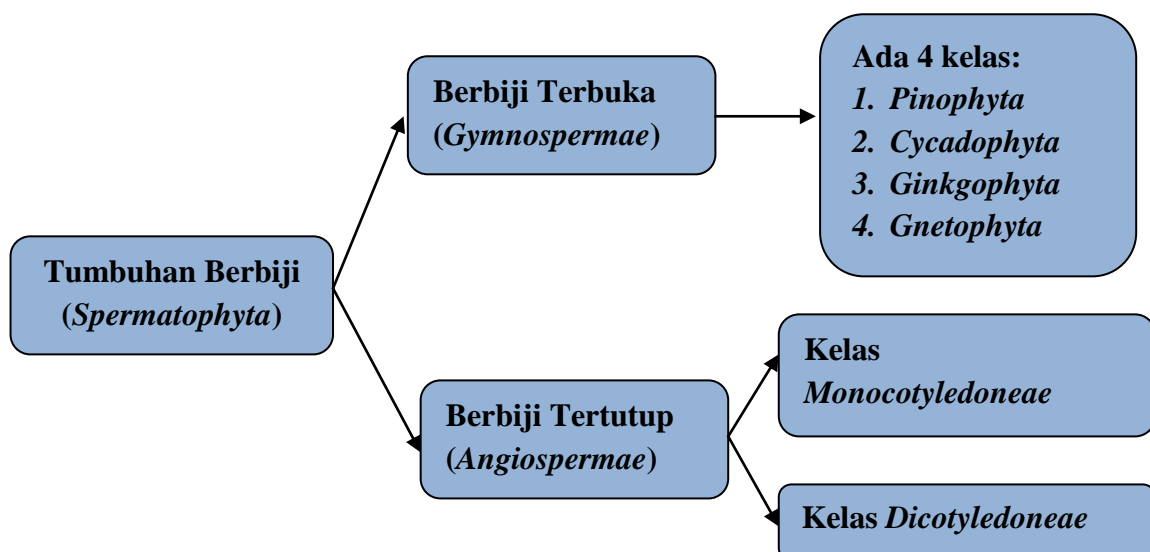 Tumbuhan Berbiji
(Spermatophyta)
Berbiji Terbuka
(Gymnospermae)
Ada 4 kelas:
1. Pinophyta
2. Cycadophyta
3. Ginkgophyta
4. Gnetophyta
Berbiji Tertutup
(Angiospermae)
Kelas
Monocotyledoneae
Kelas Dicotyledoneae